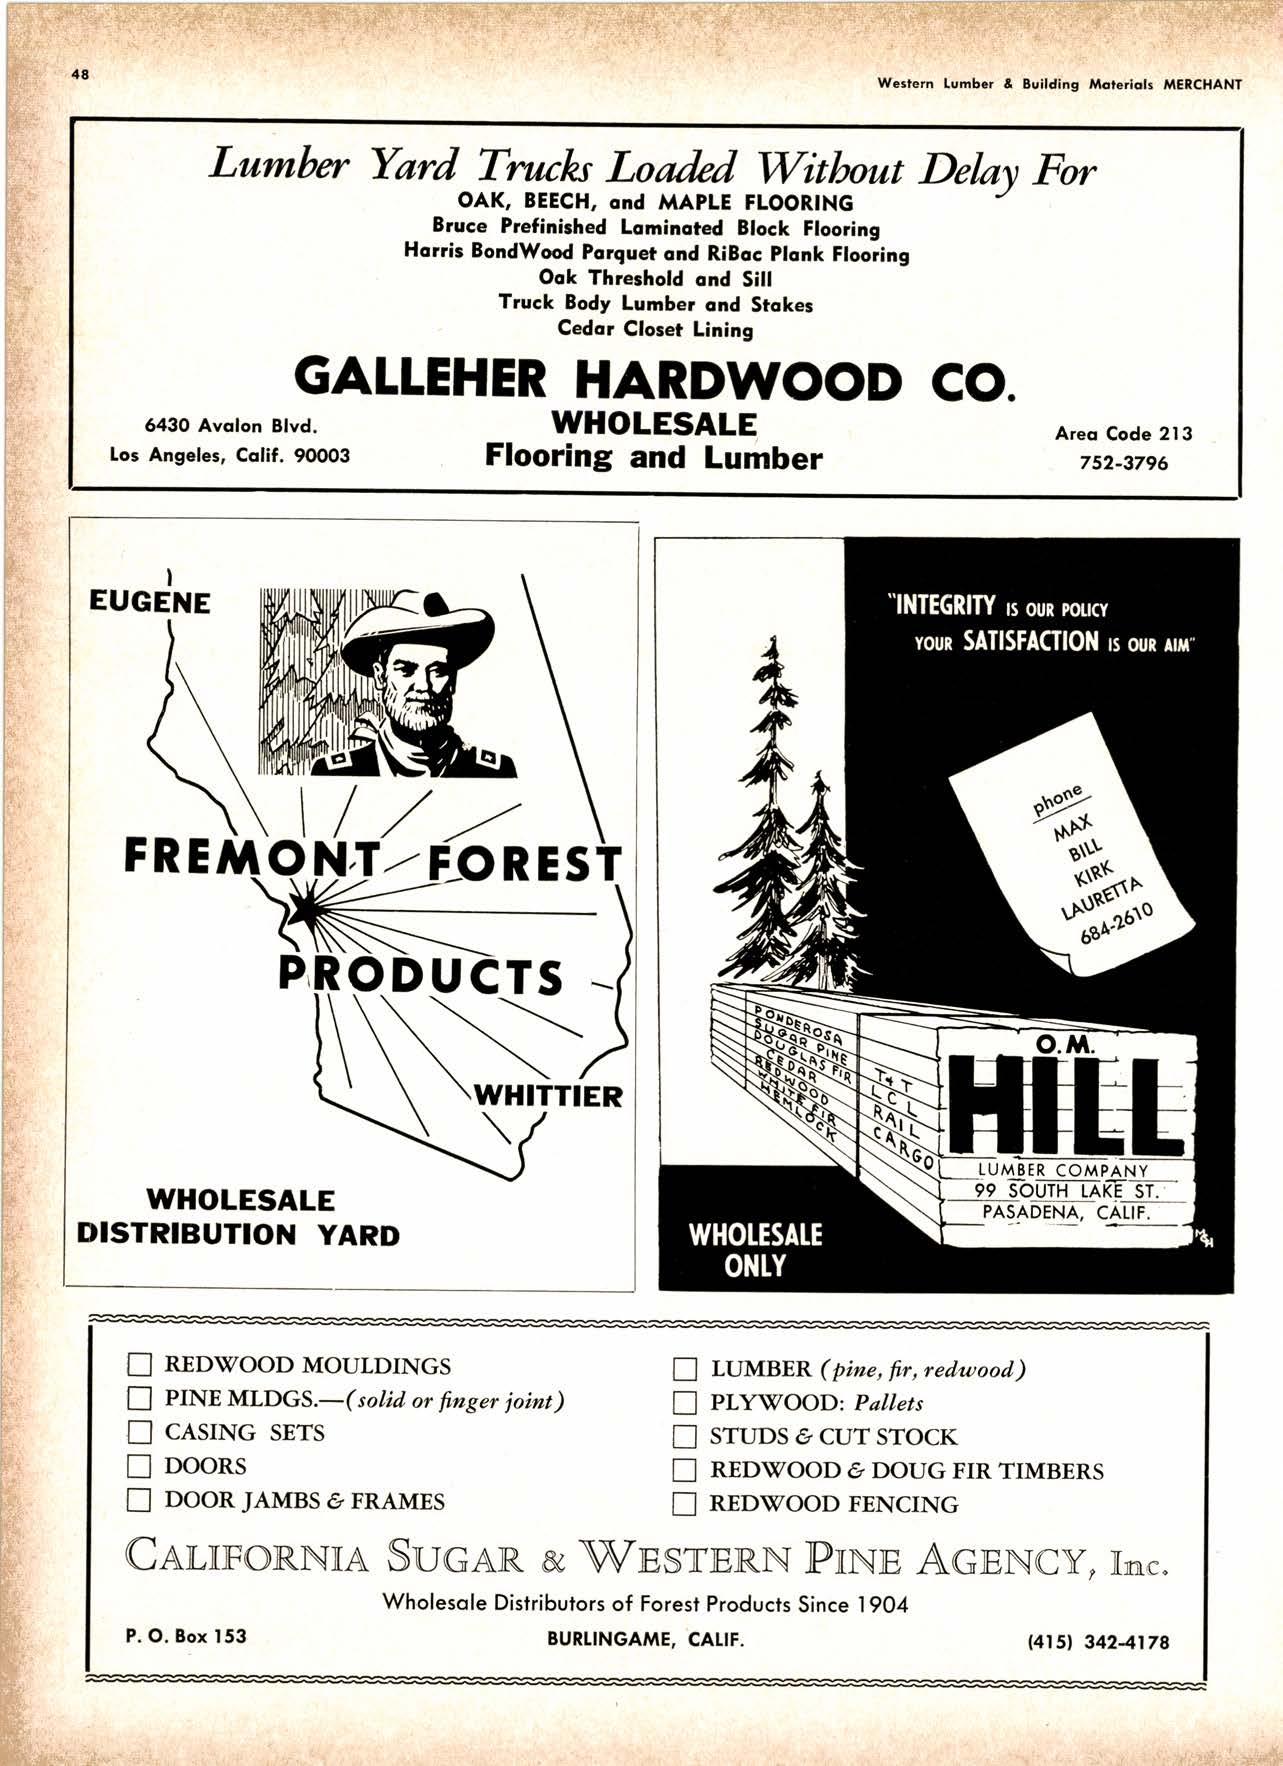 48
Western Lumber & Building Materials MERCHANT
Lumber Yard Trucks Loaded Without Delay For
OAK, BEECH, and MAPLE FLOORING
Bruce Prefinished Laminated Block Flooring
Harris BondWood Parquet and RiBac Plank Flooring
Oak Threshold and Sill
Truck Body Lumber and Stakes
Cedar Closet Lining
GALLEHER HARDWOOD CO.
6430 Avalon Blvd.
Los Angeles, Calif. 90003
WHOLESALE
Flooring and Lumber
Area Code 213
752-3796
EUGENE
FREMONT FOREST
PRODUCTS
WHITTIER
WHOLESALE
DISTRIBUTION YARD
"INTEGRITY IS OUR POLICY
YOUR SATISFACTION IS OUR AIM"
phone
MAX
BILL
KIRK
LAURETTA
684-2610
PONDEROSA
SUGAR PINE
DOUGLAS FIR
CEDAR
REDWOOD
WHITE FIR
HEMLOCK
T & T
L C L
RAIL
CARGO
O.M.
HILL
LUMBER COMPANY
99 SOUTH LAKE ST.
PASADENA, CALIF.
WHOLESALE
ONLY
REDWOOD MOULDINGS
PINE MLDGS.—(solid or finger joint)
CASING SETS
DOORS
DOOR JAMBS & FRAMES
LUMBER (pine, fir, redwood)
PLYWOOD: Pallets
STUDS & CUT STOCK
REDWOOD & DOUG FIR TIMBERS
REDWOOD FENCING
CALIFORNIA SUGAR & WESTERN PINE AGENCY, Inc.
Wholesale Distributors of Forest Products Since 1904
P. O. Box 153
BURLINGAME, CALIF.
(415) 342-4178